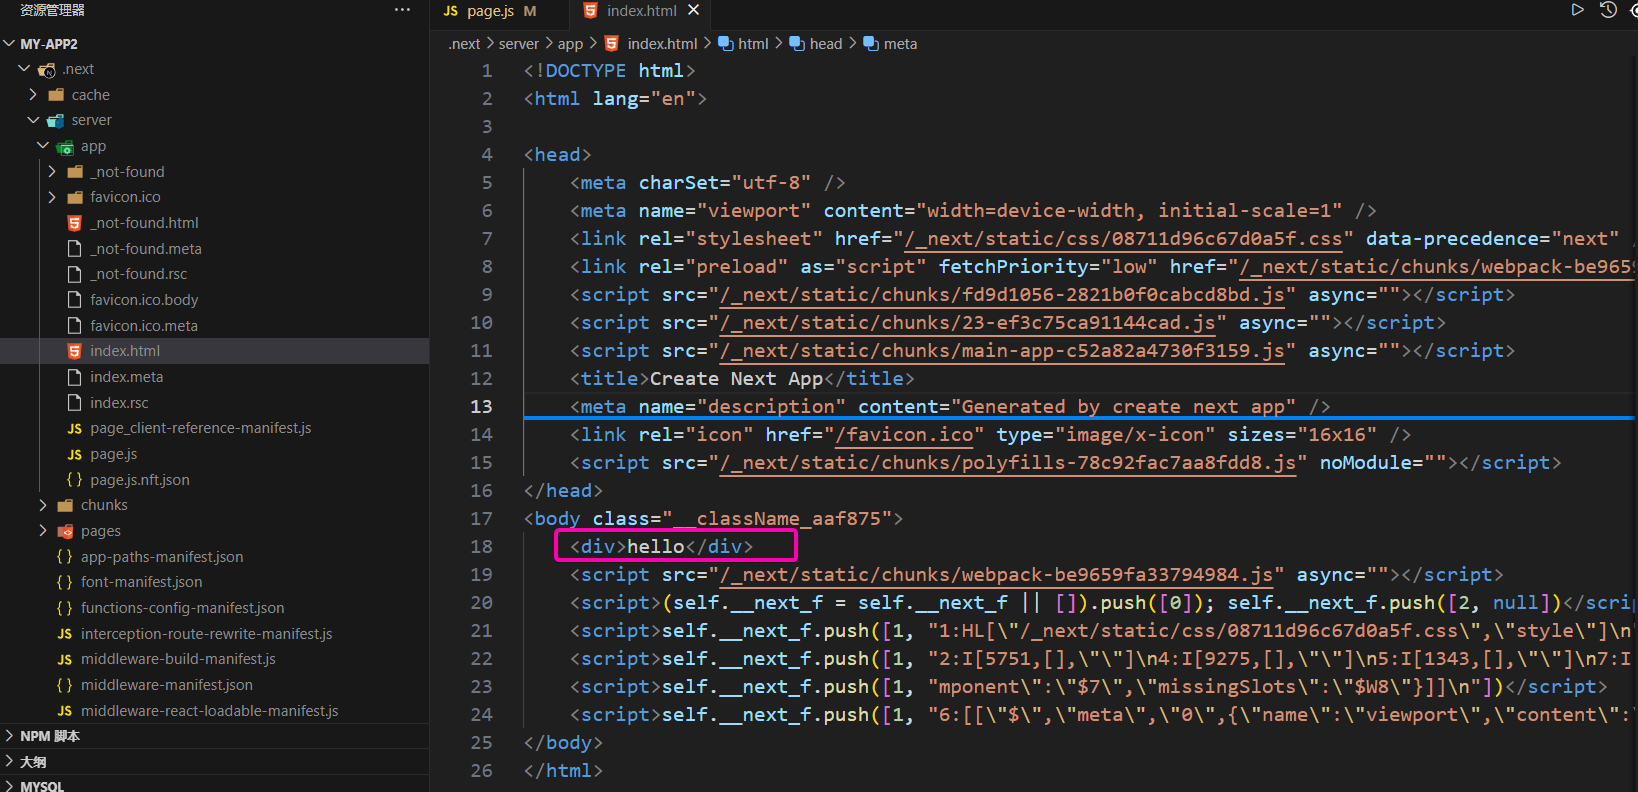 资源管理器
MY-APP2
.next
cache
server
app
_not-found
favicon.ico
_not-found.html
_not-found.meta
_not-found.rsc
favicon.ico.body
favicon.ico.meta
index.html
index.meta
index.rsc
page_client-reference-manifest.js
page.js
page.js.nft.json
chunks
pages
app-paths-manifest.json
font-manifest.json
functions-config-manifest.json
interception-route-rewrite-manifest.js
middleware-build-manifest.js
middleware-manifest.json
middleware-react-loadable-manifest.js
NPM 脚本
大纲
MYSQL
page.js M index.html
.next > server > app > index.html > html > head > meta
1 <!DOCTYPE html>
2 <html lang="en">
3
4 <head>
5 <meta charSet="utf-8" />
6 <meta name="viewport" content="width=device-width, initial-scale=1" />
7 <link rel="stylesheet" href="/_next/static/css/08711d96c67d0a5f.css" data-precedence="next" /
8 <link rel="preload" as="script" fetchPriority="low" href="/_next/static/chunks/webpack-be9659
9 <script src="/_next/static/chunks/fd9d1056-2821b0f0cabcd8bd.js" async=""></script>
10 <script src="/_next/static/chunks/23-ef3c75ca91144cad.js" async=""></script>
11 <script src="/_next/static/chunks/main-app-c52a82a4730f3159.js" async=""></script>
12 <title>Create Next App</title>
13 <meta name="description" content="Generated by create next app" />
14 <link rel="icon" href="/favicon.ico" type="image/x-icon" sizes="16x16" />
15 <script src="/_next/static/chunks/polyfills-78c92fac7aa8fdd8.js" noModule=""></script>
16 </head>
17 <body class="__className_aaf875">
18 <div>hello</div>
19 <script src="/_next/static/chunks/webpack-be9659fa33794984.js" async=""></script>
20 <script>(self.__next_f = self.__next_f || []).push([0]); self.__next_f.push([2, null])</scri
21 <script>self.__next_f.push([1, "1:HL[\"/_next/static/css/08711d96c67d0a5f.css\",\"style\"]\n"
22 <script>self.__next_f.push([1, "2:I[5751,[],\"\"]\n4:I[9275,[],\"\"]\n5:I[1343,[],\"\"]\n7:I
23 <script>self.__next_f.push([1, "mponent\":\"$7\",\"missingSlots\":\"$W8\"}]]\n"])</script>
24 <script>self.__next_f.push([1, "6:[[\"$\",\"meta\",\"0\",{\"name\":\"viewport\",\"content\":
25 </body>
26 </html>